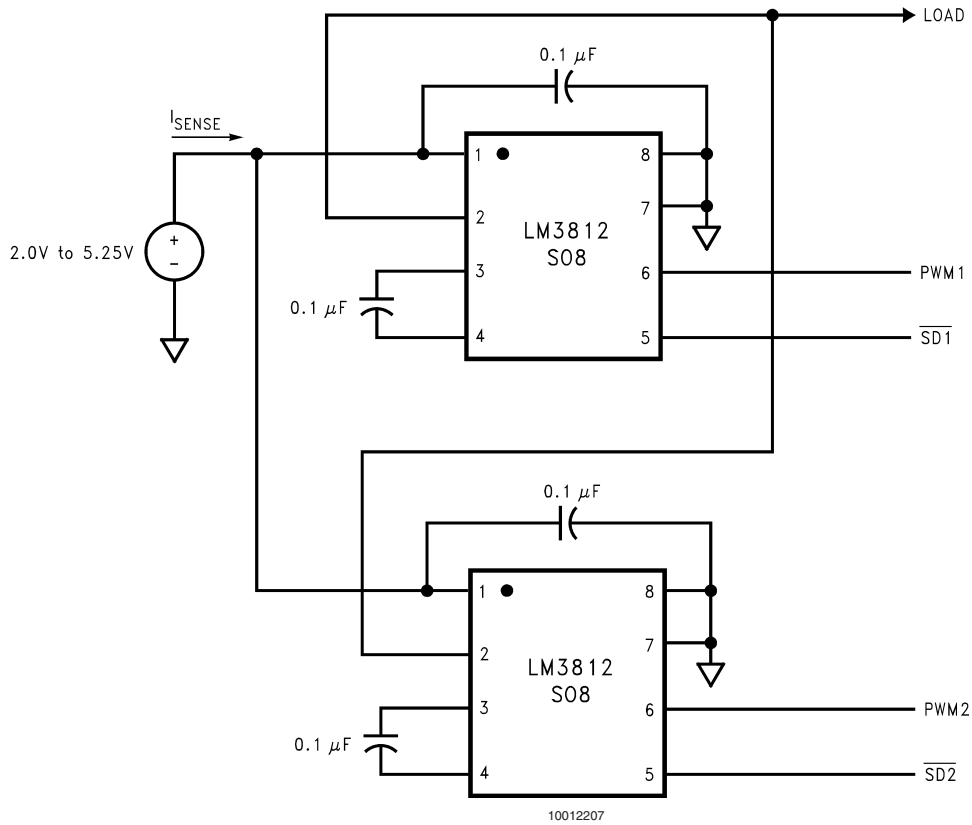 LOAD
0.1 µF
ISENSE
1
8
2
7
LM3812
SO8
2.0V to 5.25V
+
−
3
6
PWM1
0.1 µF
4
5
SD1
0.1 µF
1
8
2
7
LM3812
SO8
3
6
PWM2
0.1 µF
4
5
SD2
10012207